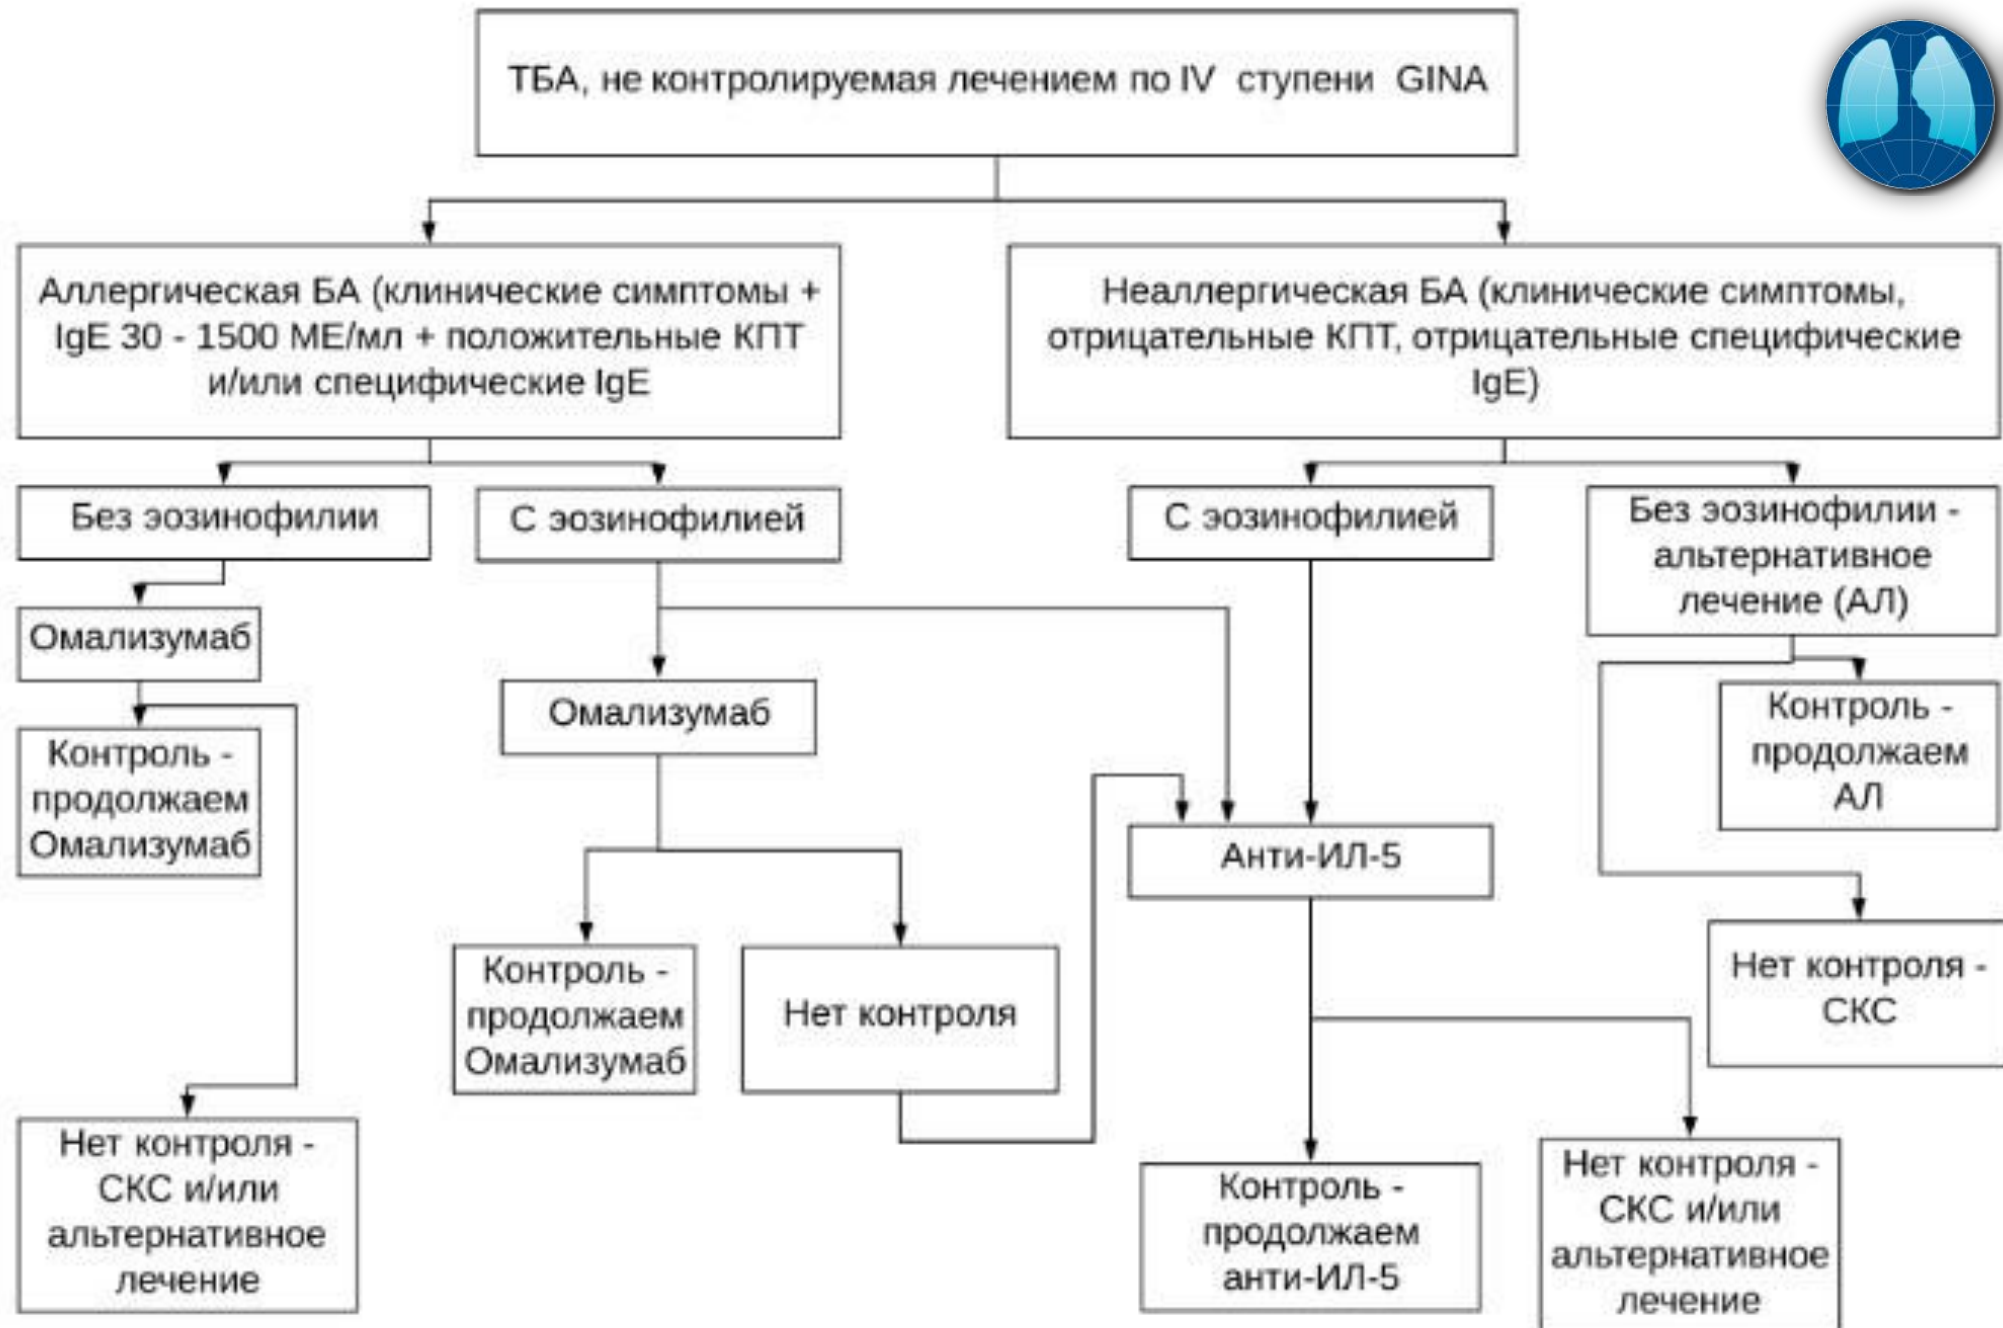 ТБА, не контролируемая лечением по IV ступени GINA
Аллергическая БА (клинические симптомы +
IgE 30 - 1500 МЕ/мл + положительные КПТ
и/или специфические IgE
Неаллергическая БА (клинические симптомы,
отрицательные КПТ, отрицательные специфические
IgE)
Без эозинофилии
С эозинофилией
С эозинофилией
Без эозинофилии -
альтернативное
лечение (АЛ)
Омализумаб
Омализумаб
Контроль -
продолжаем
АЛ
Контроль -
продолжаем
Омализумаб
Анти-ИЛ-5
Контроль -
продолжаем
Омализумаб
Нет контроля
Нет контроля -
СКС
Нет контроля -
СКС и/или
альтернативное
лечение
Контроль -
продолжаем
анти-ИЛ-5
Нет контроля -
СКС и/или
альтернативное
лечение